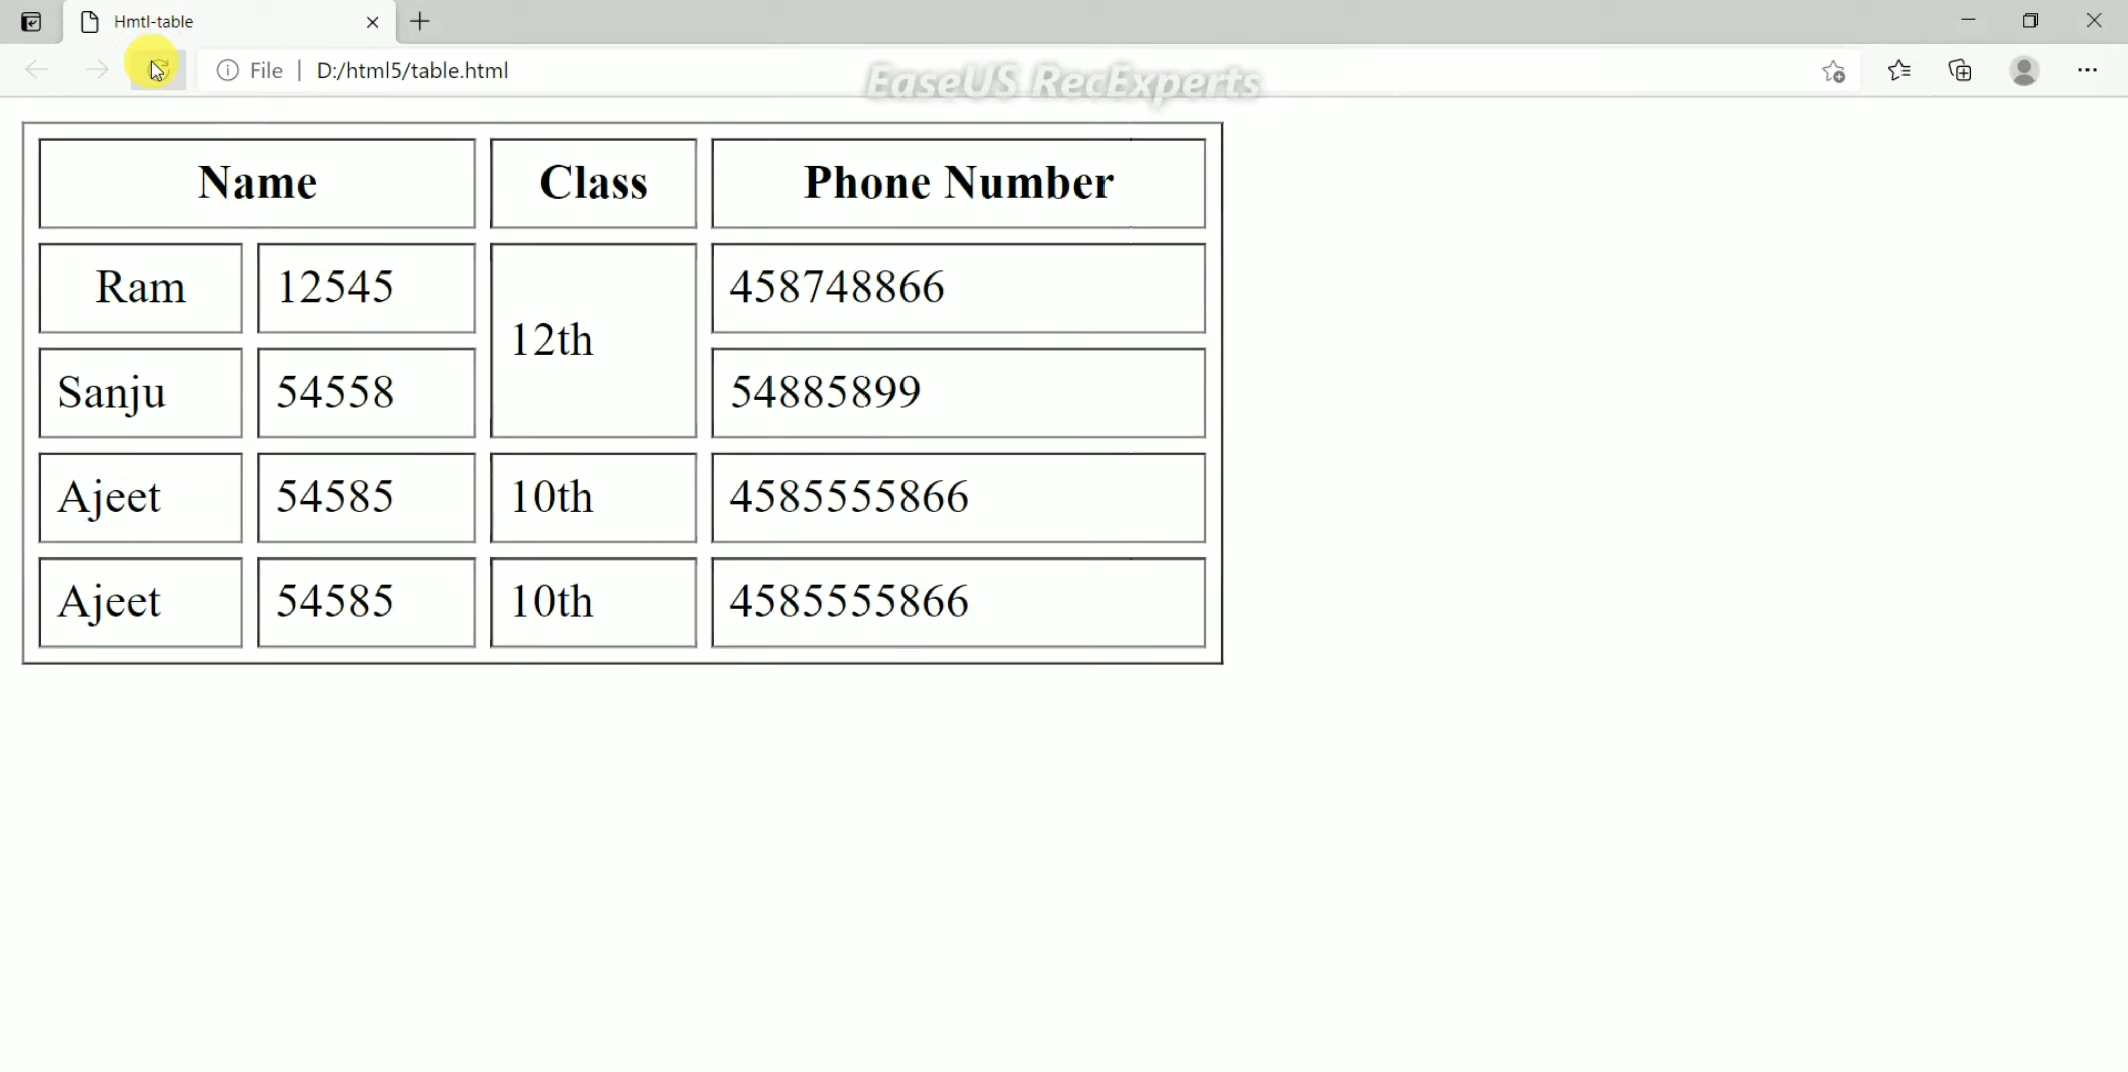 Hmtl-table
File | D:/html5/table.html
EaseUS RecExperts
Name Class Phone Number
Ram 12545 12th 458748866
Sanju 54558 54885899
Ajeet 54585 10th 4585555866
Ajeet 54585 10th 4585555866